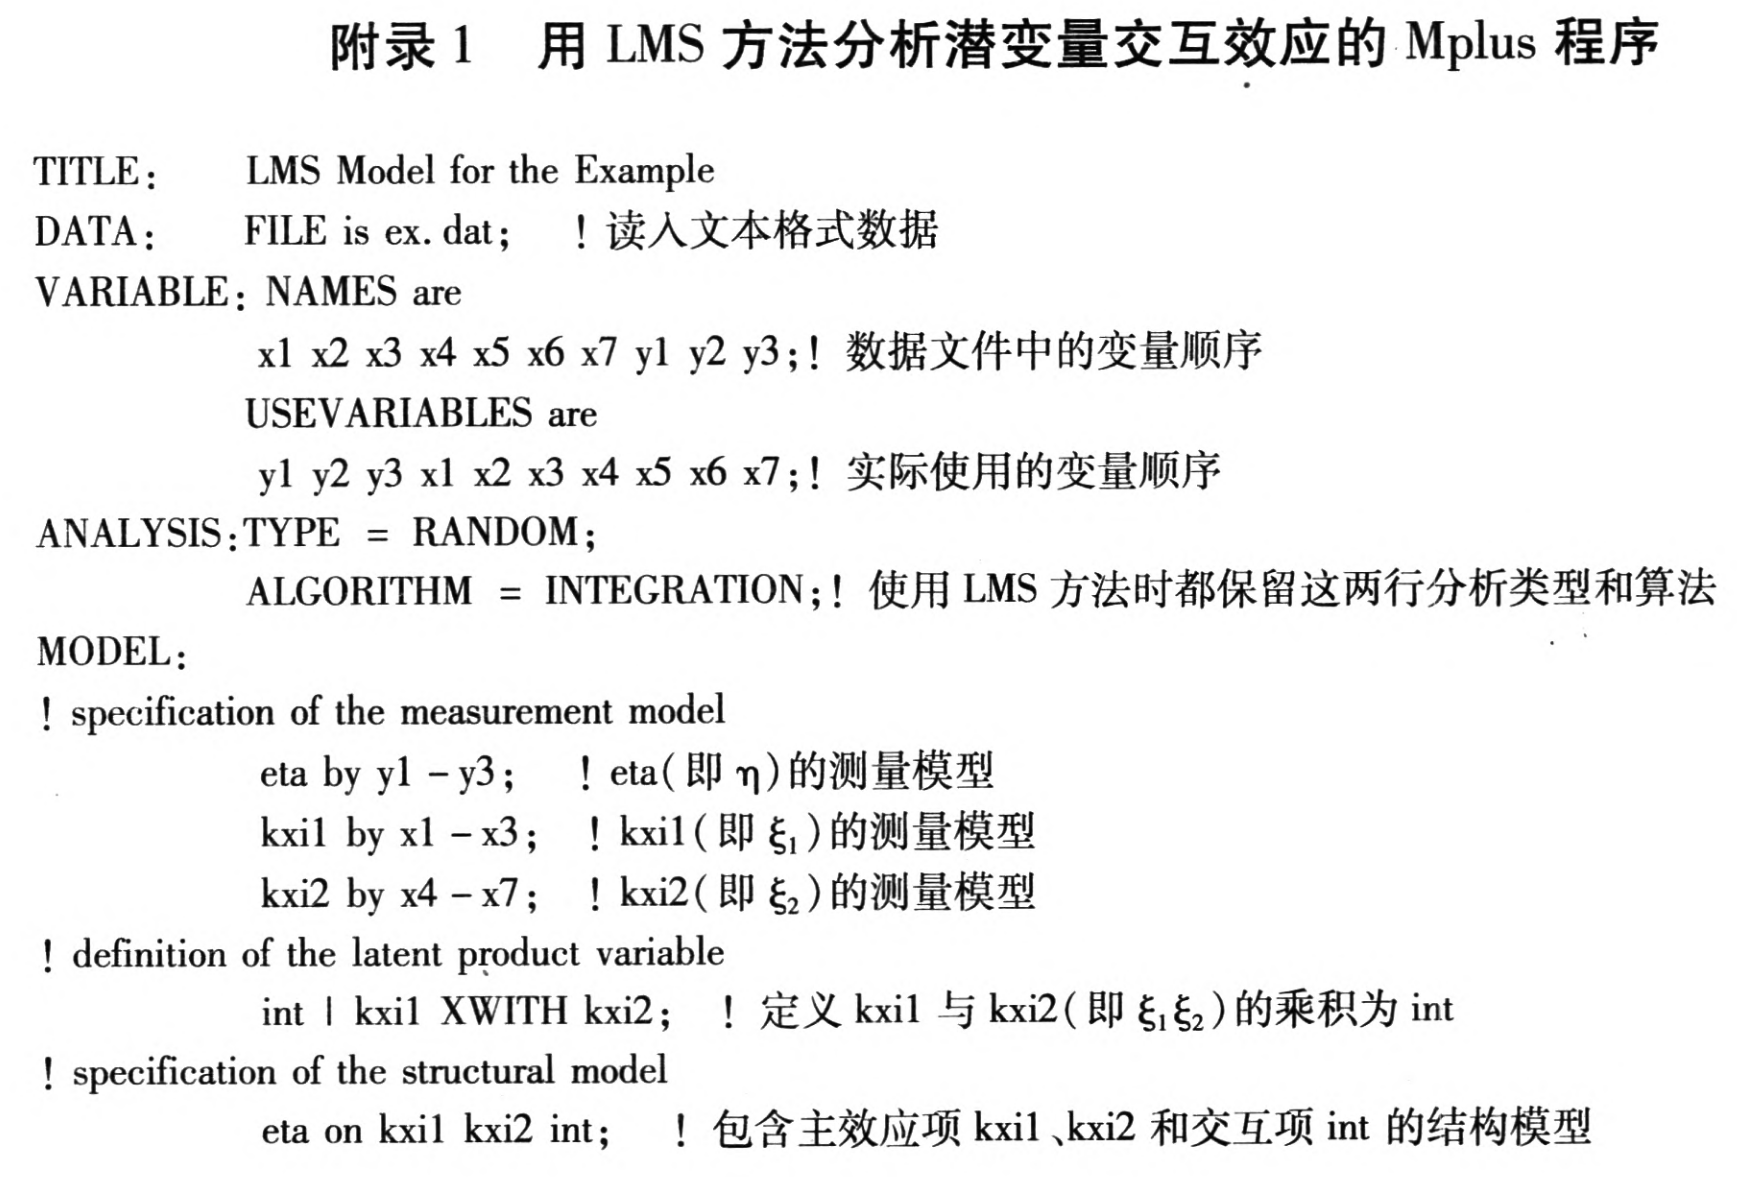 附录 1 用 LMS 方法分析潜变量交互效应的 Mplus 程序
TITLE: LMS Model for the Example
DATA: FILE is ex. dat; ! 读入文本格式数据
VARIABLE: NAMES are
x1 x2 x3 x4 x5 x6 x7 y1 y2 y3;! 数据文件中的变量顺序
USEVARIABLES are
y1 y2 y3 x1 x2 x3 x4 x5 x6 x7;! 实际使用的变量顺序
ANALYSIS:TYPE = RANDOM;
ALGORITHM = INTEGRATION;! 使用 LMS 方法时都保留这两行分析类型和算法
MODEL:
! specification of the measurement model
eta by y1 – y3; ! eta(即 η)的测量模型
kxi1 by x1 – x3; ! kxi1(即 ξ₁)的测量模型
kxi2 by x4 – x7; ! kxi2(即 ξ₂)的测量模型
! definition of the latent product variable
int | kxi1 XWITH kxi2; ! 定义 kxi1 与 kxi2(即 ξ₁ξ₂)的乘积为 int
! specification of the structural model
eta on kxi1 kxi2 int; ! 包含主效应项 kxi1、kxi2 和交互项 int 的结构模型